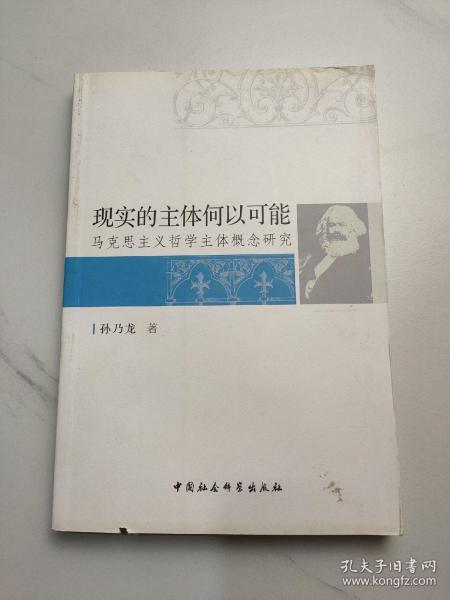 现实的主体何以可能
马克思主义哲学主体概念研究
孙乃龙 著
中国社会科学出版社
孔夫子旧书网
www.kongfz.com